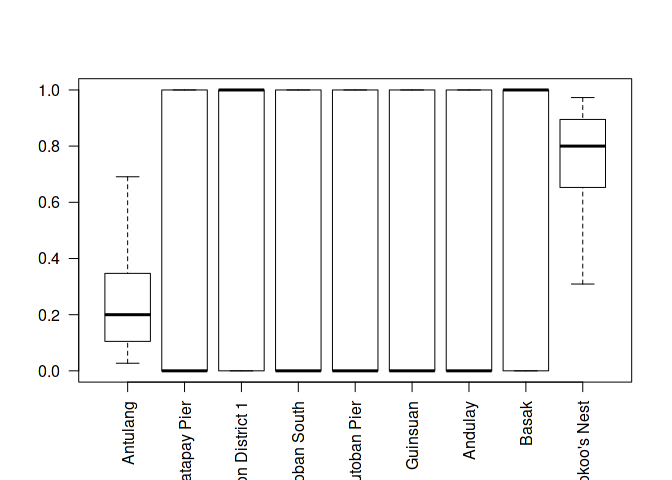 1.0
0.8
0.6
0.4
0.2
0.0
Antulang
atapay Pier
on District 1
oban South
utoban Pier
Guinsuan
Andulay
Basak
okoo's Nest